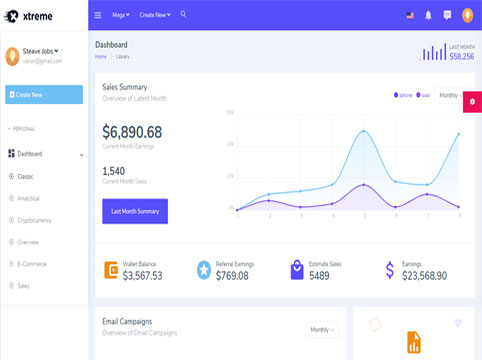 xtreme
Mega
Create New
Steave Jobs
varun@gmail.com
Create New
PERSONAL
Dashboard
Classic
Analytical
Cryptocurrency
Overview
E-Commerce
Sales
Dashboard
Home
Library
LAST MONTH
$58,256
Sales Summary
Overview of Latest Month
Iphone
Ipad
Monthly
$6,890.68
Current Month Earnings
1,540
Current Month Sales
Last Month Summary
1 2 3 4 5 6 7 8
Wallet Balance
$3,567.53
Referral Earnings
$769.08
Estimate Sales
5489
Earnings
$23,568.90
Email Campaigns
Overview of Email Campaigns
Monthly